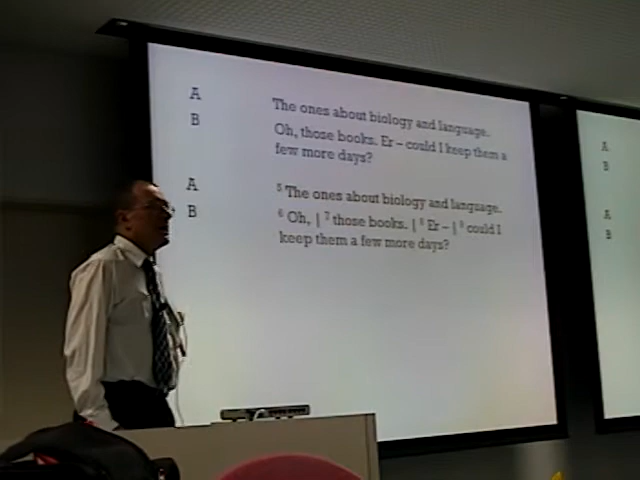 A The ones about biology and language.
B Oh, those books. Er – could I keep them a
few more days?
A ⁵ The ones about biology and language.
B ⁶ Oh, | ⁷ those books. | ⁸ Er – | ⁹ could I
keep them a few more days?
A
B
A
B